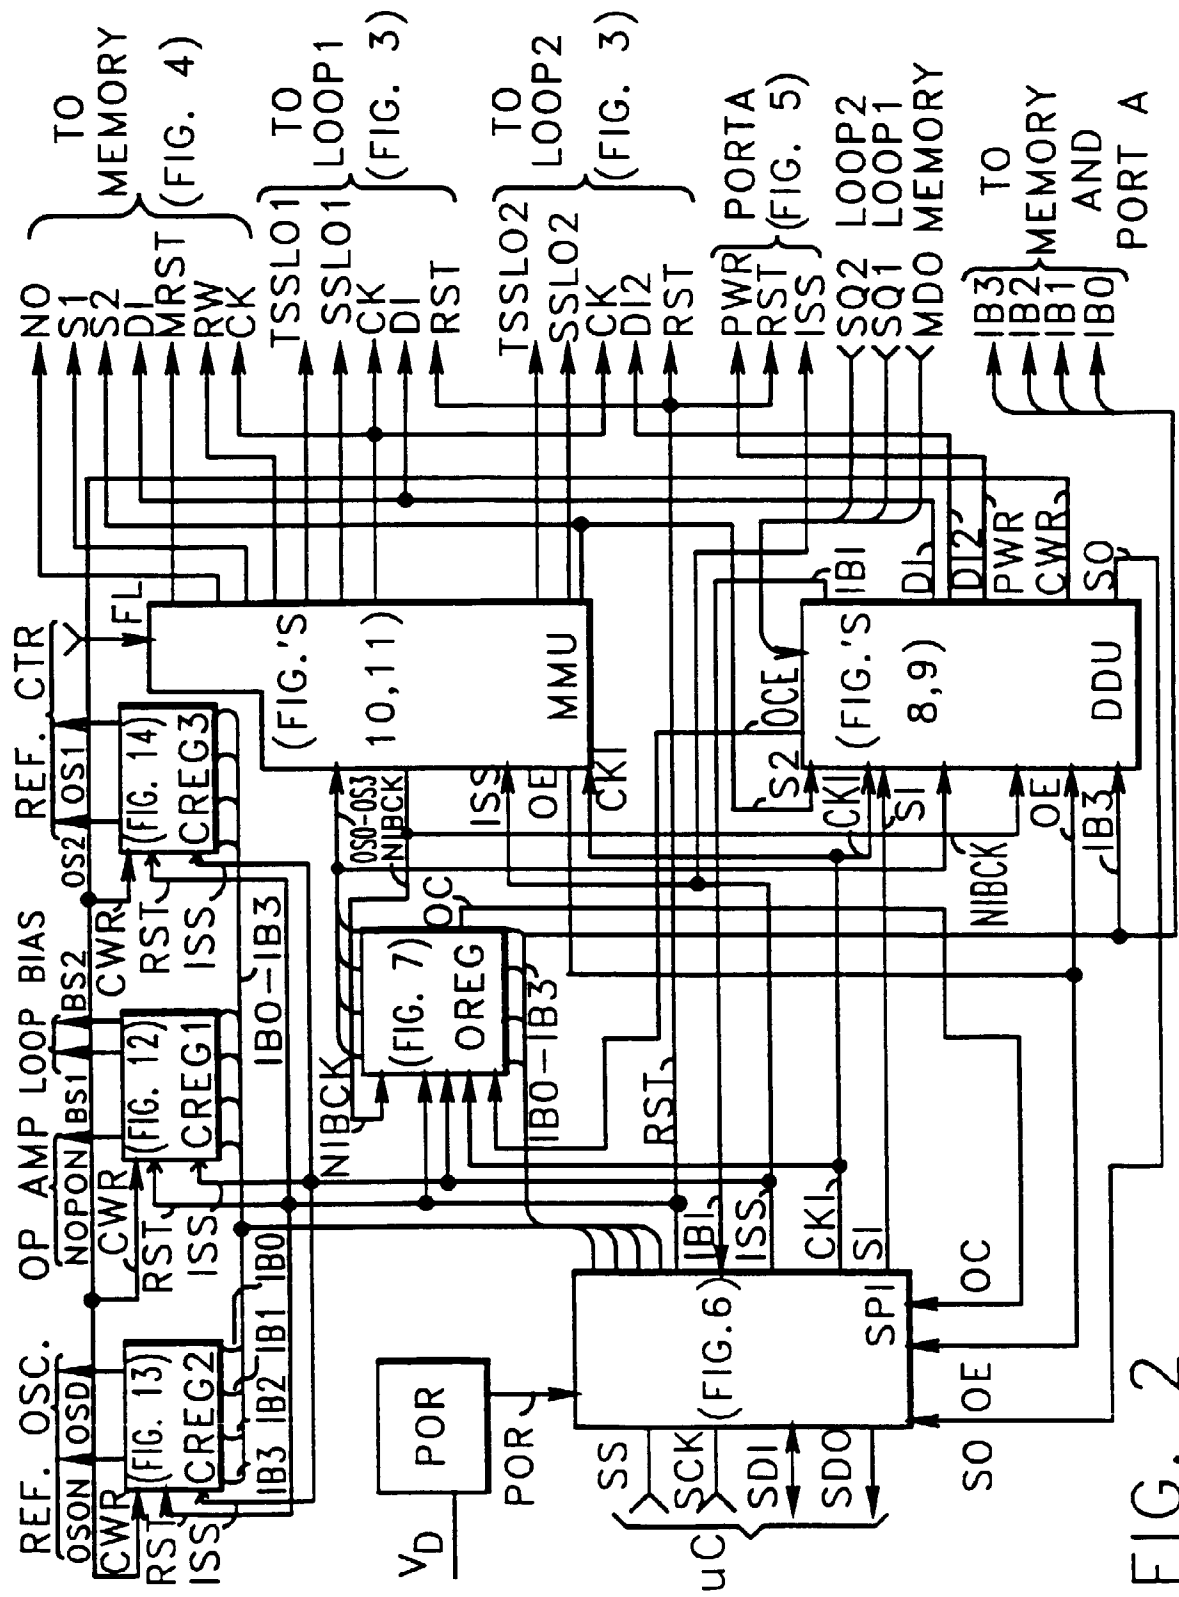 REF. OSC.
OSON OSD
CWR
RST
ISS
(FIG. 13)
CREG2
IB3 IB2 IB1 IB0
OP AMP LOOP BIAS
NOPON BS1 BS2
CWR
RST
ISS
(FIG. 12)
CREG1
IB0-IB3
REF. CTR
OS2 OS1
CWR
RST
ISS
(FIG. 14)
CREG3
FL
NO
S1
S2
DI
MRST
RW
CK
TO
MEMORY
(FIG. 4)
TSSLO1
SSLO1
CK
DI
RST
TO
LOOP1
(FIG. 3)
TSSLO2
SSLO2
CK
DI2
RST
TO
LOOP2
(FIG. 3)
PWR
RST
ISS
PORTA
(FIG. 5)
SQ2 LOOP2
SQ1 LOOP1
MDO MEMORY
IB3
IB2
IB1
IB0
TO
MEMORY
AND
PORT A
(FIG.'S
10,11)
MMU
OS0-OS3
NIBCK
ISS
OE
CKI
NIBCK
(FIG. 7)
OREG
OC
IB0-IB3
OCE
S2
CKI
SI
NIBCK
OE
IB3
(FIG.'S
8,9)
DDU
IBI
DI
DI2
PWR
CWR
SO
VD
POR
POR
RST
IBI
ISS
CKI
SI
(FIG.6)
SPI
SS
SCK
SDI
SDO
uC
SO OE OC
FIG. 2